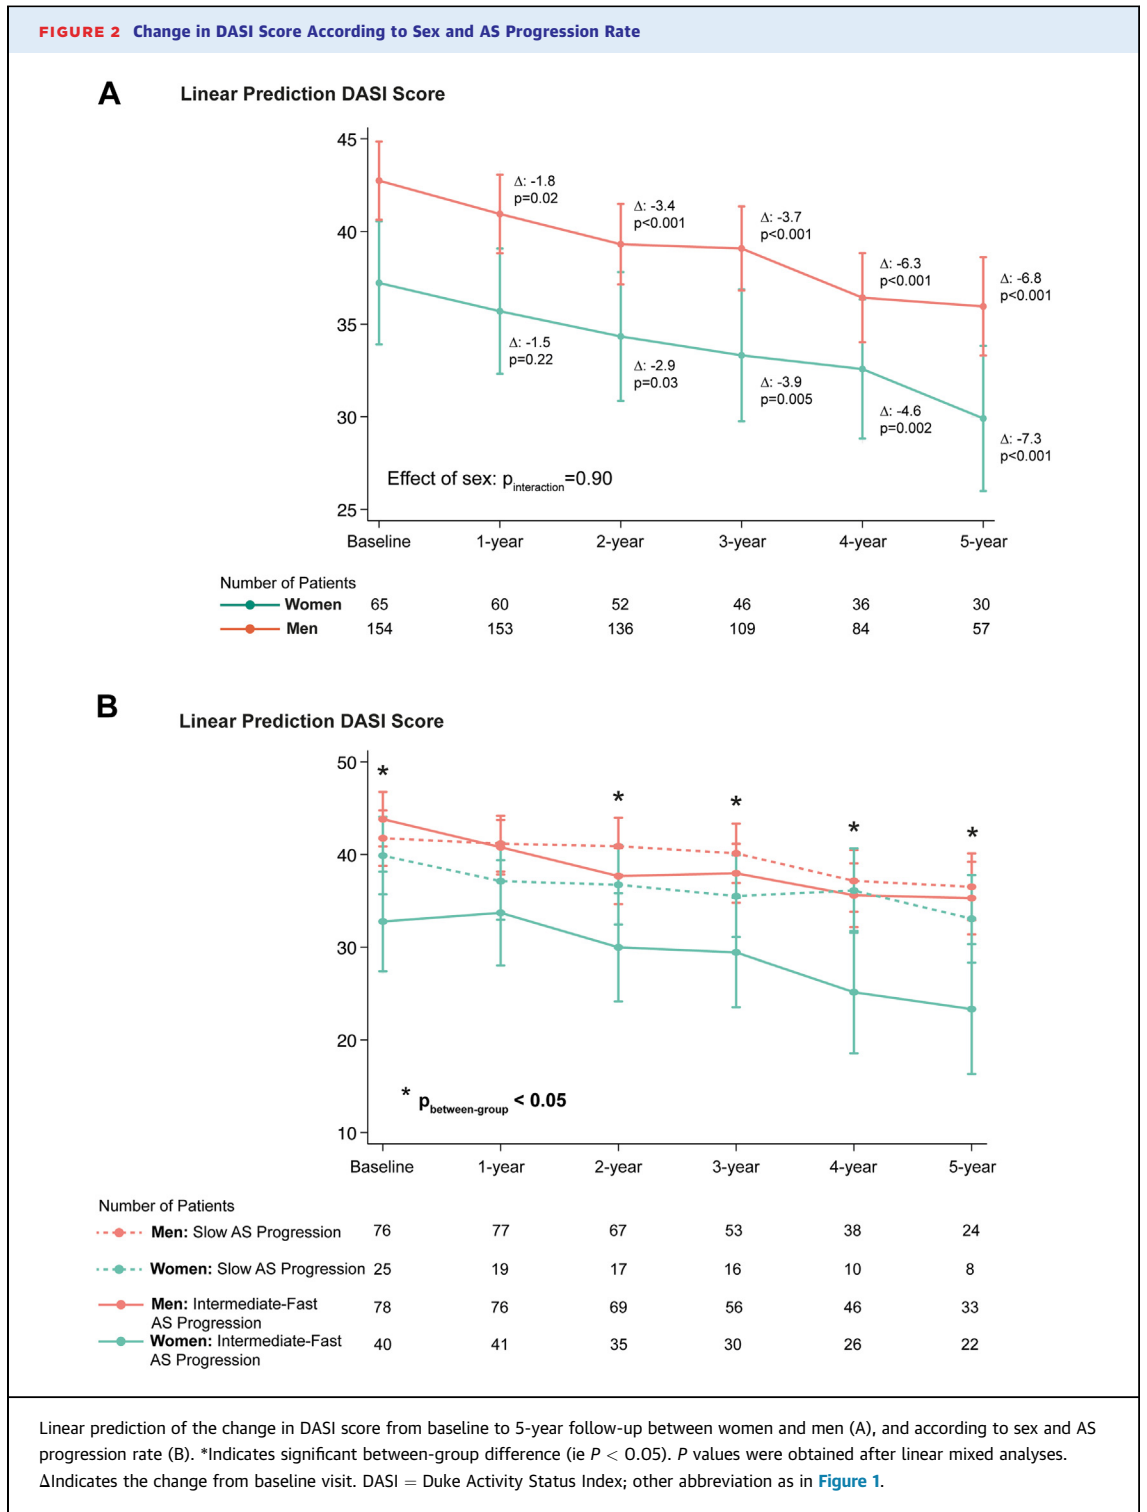 FIGURE 2 Change in DASI Score According to Sex and AS Progression Rate
A
Linear Prediction DASI Score
45
40
35
30
25
Δ: -1.8
p=0.02
Δ: -3.4
p<0.001
Δ: -3.7
p<0.001
Δ: -6.3
p<0.001
Δ: -6.8
p<0.001
Δ: -1.5
p=0.22
Δ: -2.9
p=0.03
Δ: -3.9
p=0.005
Δ: -4.6
p=0.002
Δ: -7.3
p<0.001
Effect of sex: pinteraction=0.90
Baseline 1-year 2-year 3-year 4-year 5-year
Number of Patients
Women 65 60 52 46 36 30
Men 154 153 136 109 84 57
B
Linear Prediction DASI Score
50
40
30
20
10
* * * * *
* pbetween-group < 0.05
Baseline 1-year 2-year 3-year 4-year 5-year
Number of Patients
Men: Slow AS Progression 76 77 67 53 38 24
Women: Slow AS Progression 25 19 17 16 10 8
Men: Intermediate-Fast
AS Progression 78 76 69 56 46 33
Women: Intermediate-Fast
AS Progression 40 41 35 30 26 22
Linear prediction of the change in DASI score from baseline to 5-year follow-up between women and men (A), and according to sex and AS
progression rate (B). *Indicates significant between-group difference (ie P < 0.05). P values were obtained after linear mixed analyses.
ΔIndicates the change from baseline visit. DASI = Duke Activity Status Index; other abbreviation as in Figure 1.